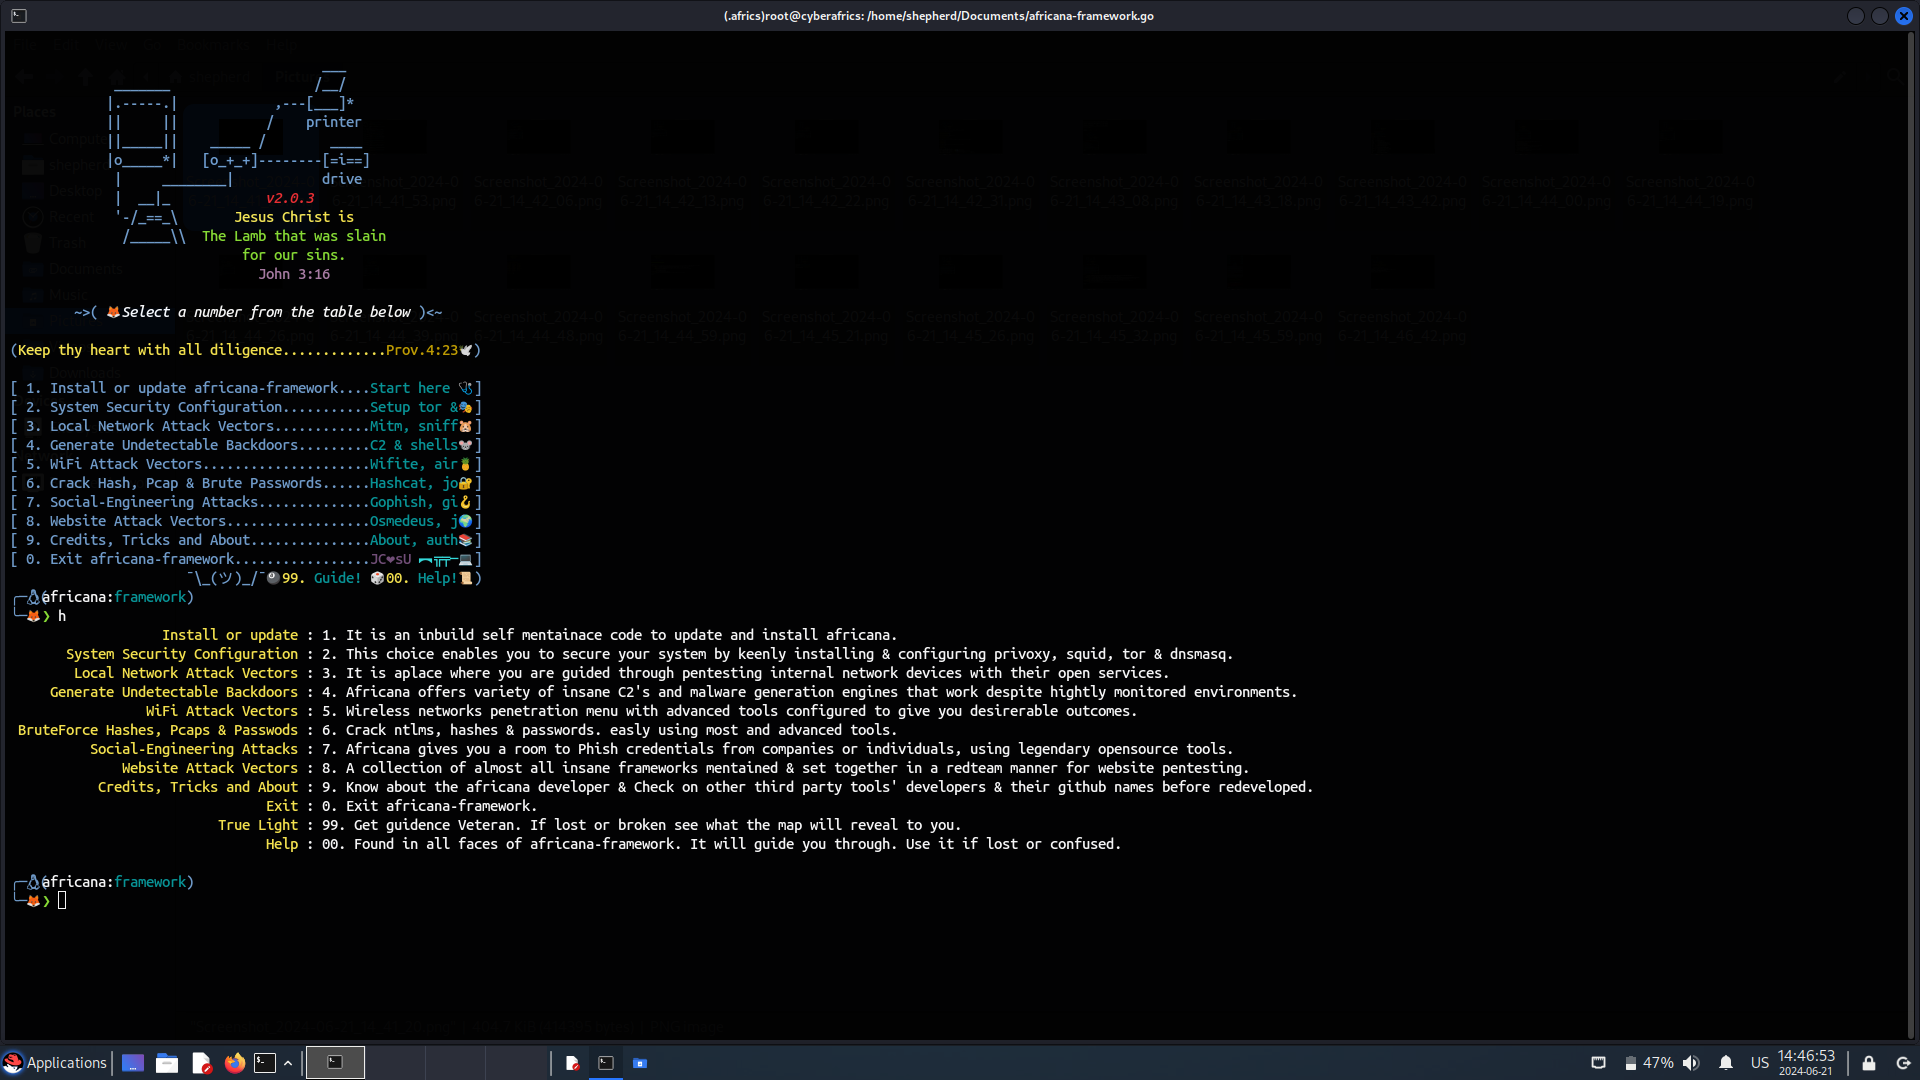 (.africs)root@cyberafrics: /home/shepherd/Documents/africana-framework.go
printer
drive
v2.0.3
Jesus Christ is
The Lamb that was slain
for our sins.
John 3:16
~>( 🦊Select a number from the table below )<~
(Keep thy heart with all diligence.............Prov.4:23🕊)
[ 1. Install or update africana-framework....Start here 🩺]
[ 2. System Security Configuration...........Setup tor &🎭]
[ 3. Local Network Attack Vectors............Mitm, sniff🐹]
[ 4. Generate Undetectable Backdoors.........C2 & shells🐭]
[ 5. WiFi Attack Vectors.....................Wifite, air🍍]
[ 6. Crack Hash, Pcap & Brute Passwords......Hashcat, jo🔐]
[ 7. Social-Engineering Attacks..............Gophish, gi🪝]
[ 8. Website Attack Vectors..................Osmedeus, j🌍]
[ 9. Credits, Tricks and About...............About, auth📚]
[ 0. Exit africana-framework.................JC❤sU ︻╦╤─💻]
¯\_(ツ)_/¯🎱99. Guide! 🎲00. Help!📜)
╭─🐧(africana:framework)
╰─🦊❯ h
Install or update : 1. It is an inbuild self mentainace code to update and install africana.
System Security Configuration : 2. This choice enables you to secure your system by keenly installing & configuring privoxy, squid, tor & dnsmasq.
Local Network Attack Vectors : 3. It is aplace where you are guided through pentesting internal network devices with their open services.
Generate Undetectable Backdoors : 4. Africana offers variety of insane C2's and malware generation engines that work despite hightly monitored environments.
WiFi Attack Vectors : 5. Wireless networks penetration menu with advanced tools configured to give you desirerable outcomes.
BruteForce Hashes, Pcaps & Passwods : 6. Crack ntlms, hashes & passwords. easly using most and advanced tools.
Social-Engineering Attacks : 7. Africana gives you a room to Phish credentials from companies or individuals, using legendary opensource tools.
Website Attack Vectors : 8. A collection of almost all insane frameworks mentained & set together in a redteam manner for website pentesting.
Credits, Tricks and About : 9. Know about the africana developer & Check on other third party tools' developers & their github names before redeveloped.
Exit : 0. Exit africana-framework.
True Light : 99. Get guidence Veteran. If lost or broken see what the map will reveal to you.
Help : 00. Found in all faces of africana-framework. It will guide you through. Use it if lost or confused.
╭─🐧(africana:framework)
╰─🦊❯
Applications
47%
US
14:46:53
2024-06-21